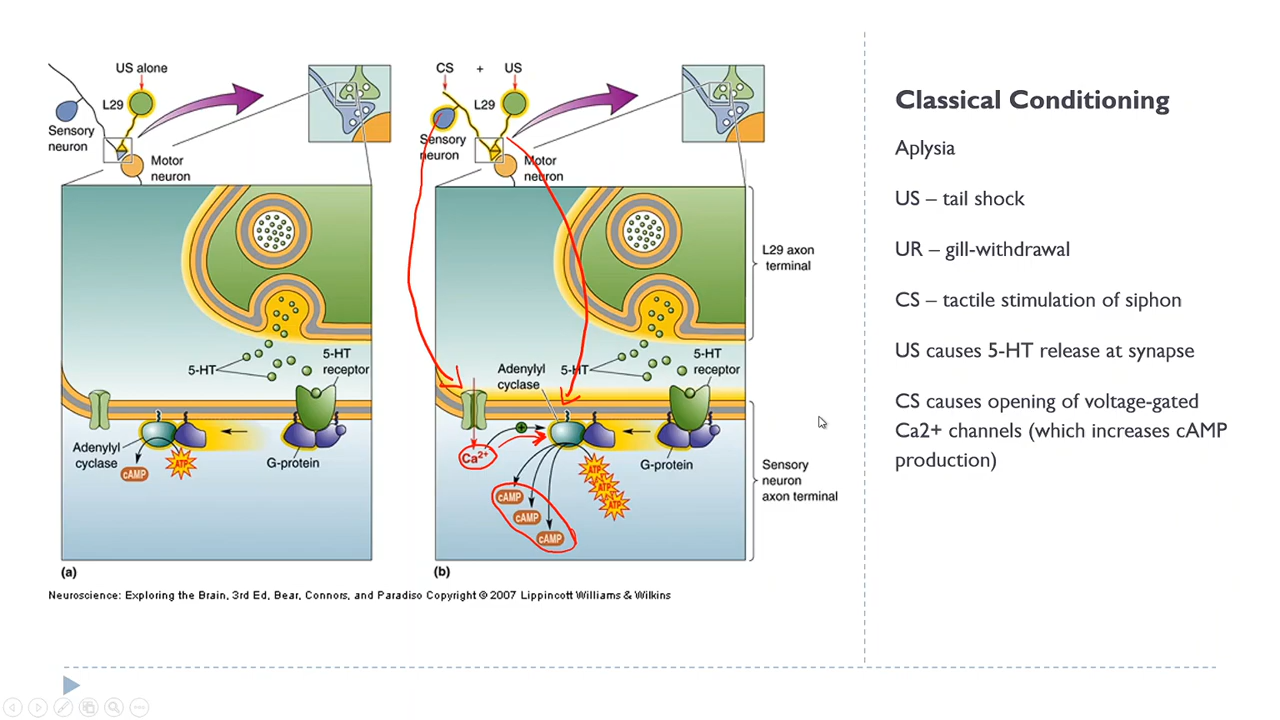 US alone
L29
Sensory
neuron
Motor
neuron
5-HT
5-HT
receptor
Adenylyl
cyclase
cAMP
ATP
G-protein
(a)
CS + US
L29
Sensory
neuron
Motor
neuron
L29 axon
terminal
Adenylyl
cyclase
5-HT
5-HT
receptor
Ca2+
+
cAMP
cAMP
cAMP
ATP
ATP
ATP
G-protein
Sensory
neuron
axon terminal
(b)
Neuroscience: Exploring the Brain, 3rd Ed, Bear, Connors, and Paradiso Copyright © 2007 Lippincott Williams & Wilkins
Classical Conditioning
Aplysia
US – tail shock
UR – gill-withdrawal
CS – tactile stimulation of siphon
US causes 5-HT release at synapse
CS causes opening of voltage-gated
Ca2+ channels (which increases cAMP
production)